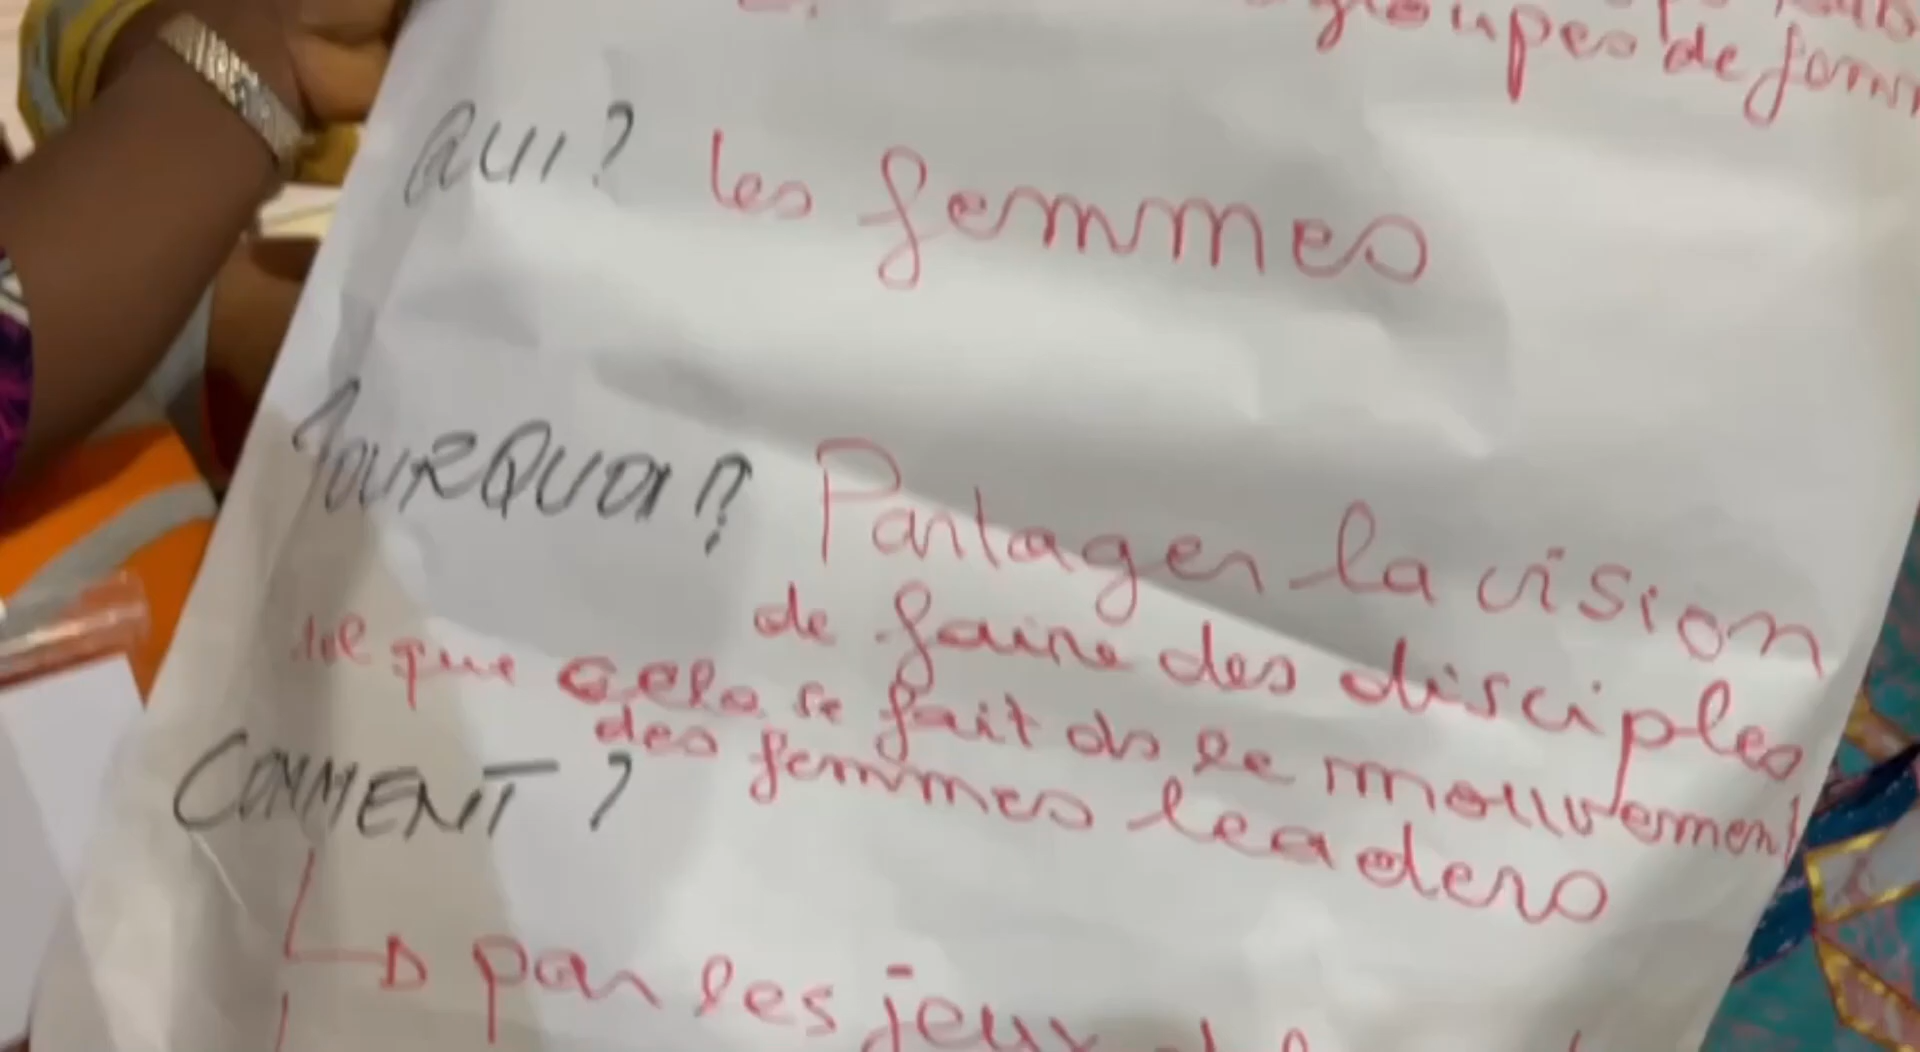 groupes de femm
QUI? les femmes
POURQUOI? Partager la vision
de faire des disciples
tel que cela se fait ds le mouvement
des femmes leaders
COMMENT?
par les jeux